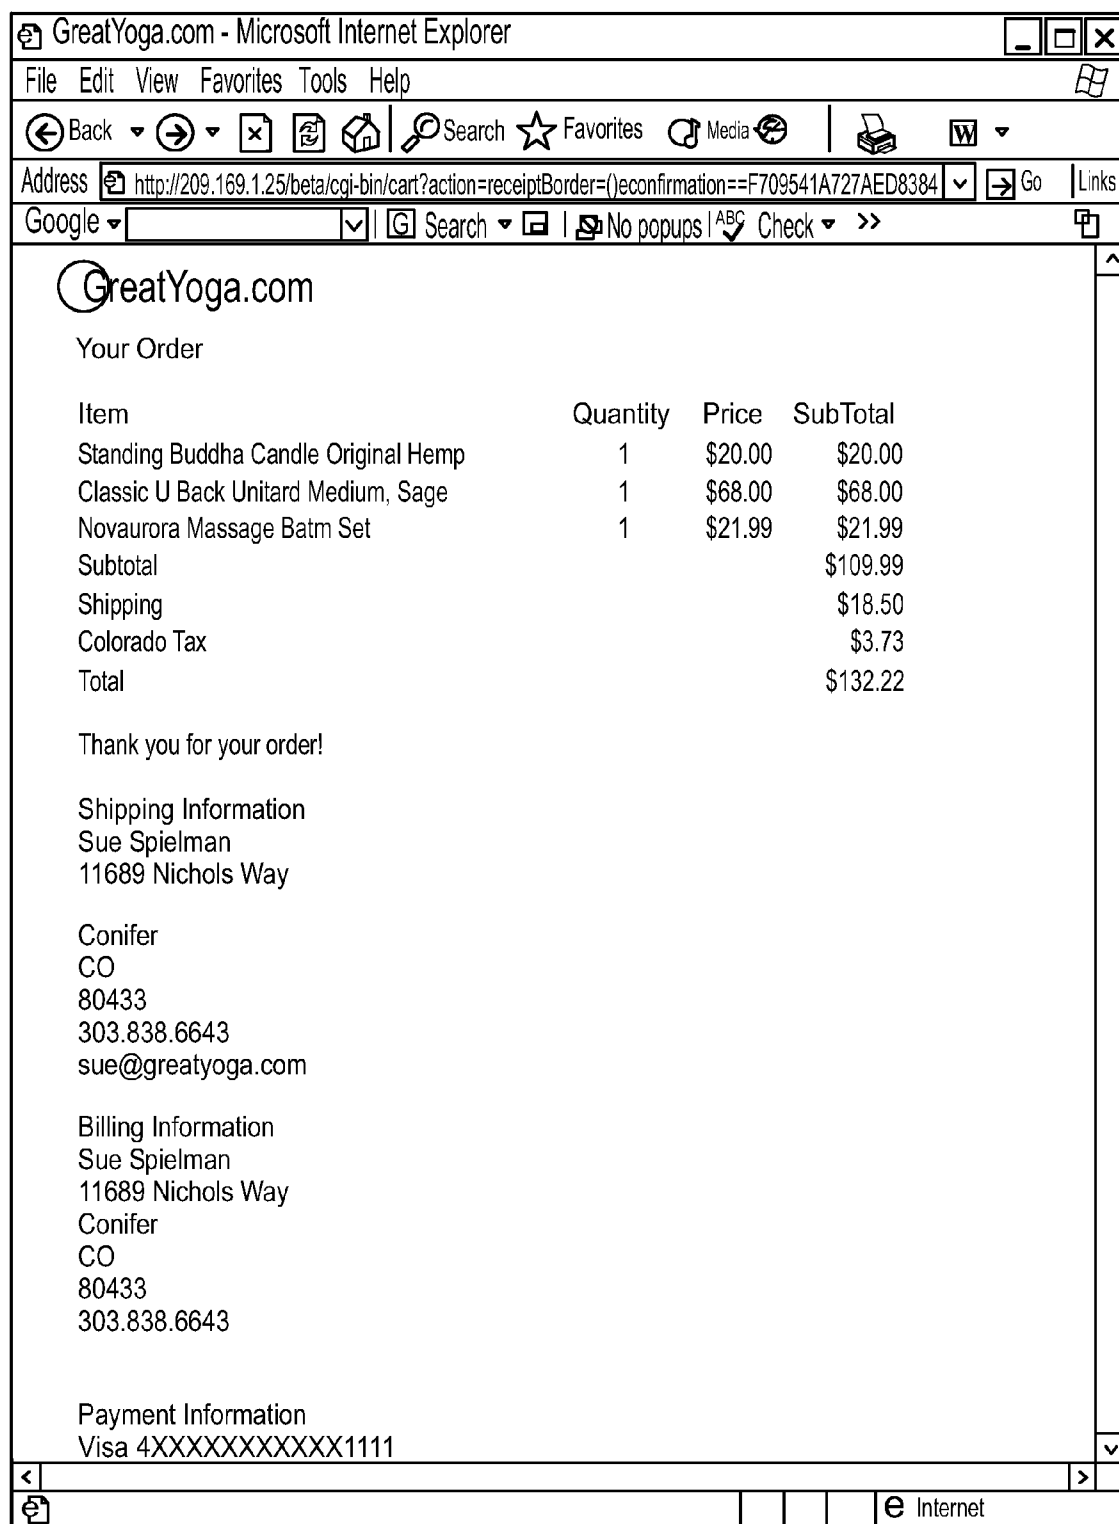 GreatYoga.com - Microsoft Internet Explorer
File Edit View Favorites Tools Help
Back Search Favorites Media W
Address http://209.169.1.25/beta/cgi-bin/cart?action=receiptBorder=()econfirmation==F709541A727AED8384 Go Links
Google G Search No popups ABC Check >>
GreatYoga.com
Your Order
Item Quantity Price SubTotal
Standing Buddha Candle Original Hemp 1 $20.00 $20.00
Classic U Back Unitard Medium, Sage 1 $68.00 $68.00
Novaurora Massage Batm Set 1 $21.99 $21.99
Subtotal $109.99
Shipping $18.50
Colorado Tax $3.73
Total $132.22
Thank you for your order!
Shipping Information
Sue Spielman
11689 Nichols Way
Conifer
CO
80433
303.838.6643
sue@greatyoga.com
Billing Information
Sue Spielman
11689 Nichols Way
Conifer
CO
80433
303.838.6643
Payment Information
Visa 4XXXXXXXXXXX1111
e Internet